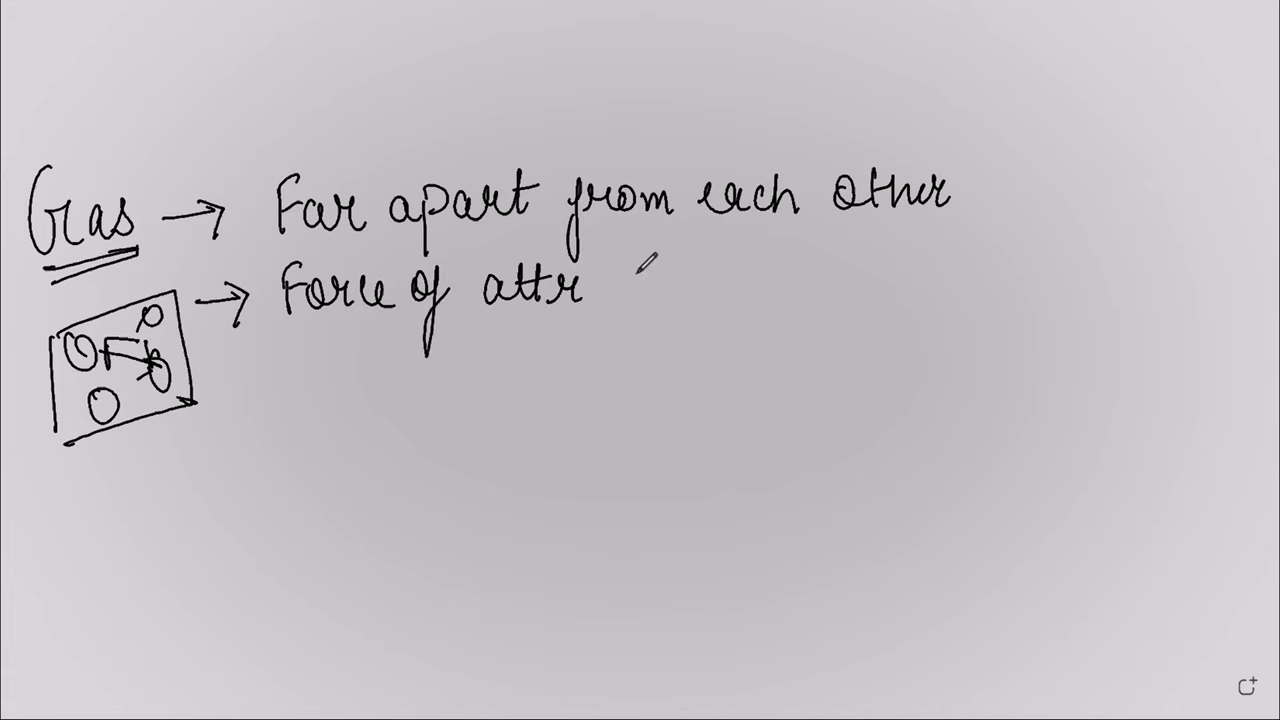 Gas → Far apart from each other
→ Force of attr